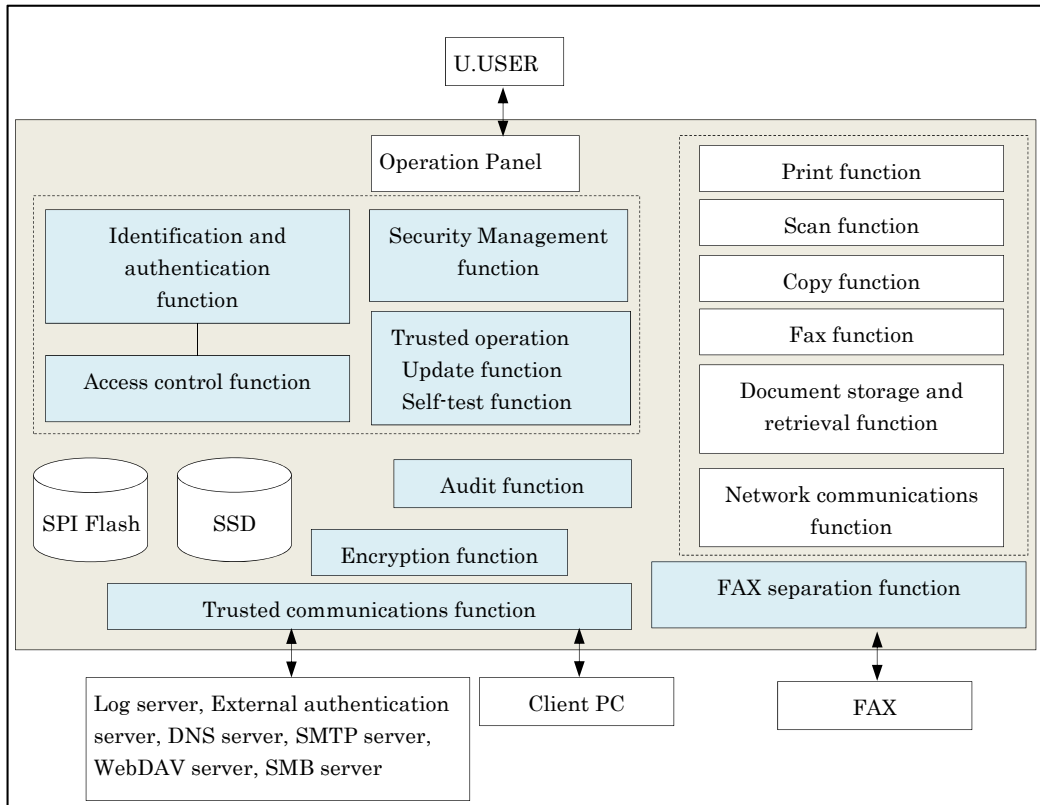 U.USER
Operation Panel
Identification and
authentication
function
Security Management
function
Access control function
Trusted operation
Update function
Self-test function
Print function
Scan function
Copy function
Fax function
Document storage and
retrieval function
Network communications
function
SPI Flash
SSD
Audit function
Encryption function
Trusted communications function
FAX separation function
Log server, External authentication
server, DNS server, SMTP server,
WebDAV server, SMB server
Client PC
FAX